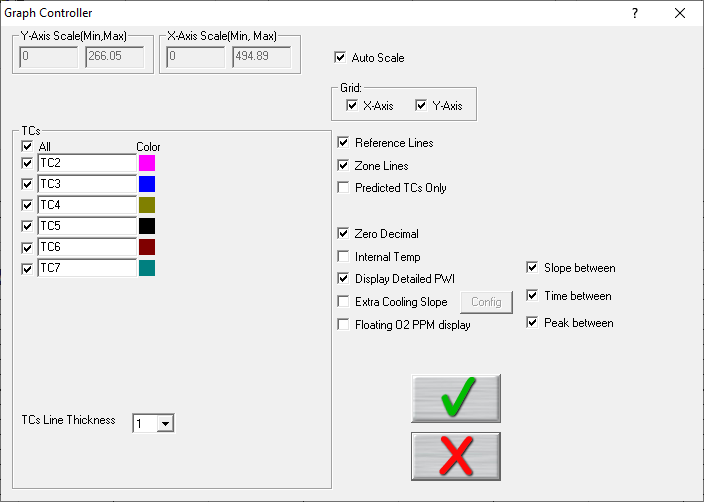 Graph Controller
Y-Axis Scale(Min,Max)
X-Axis Scale(Min, Max)
0
266.05
0
494.89
Auto Scale
Grid:
X-Axis
Y-Axis
TCs
All
Color
TC2
TC3
TC4
TC5
TC6
TC7
TCs Line Thickness
1
Reference Lines
Zone Lines
Predicted TCs Only
Zero Decimal
Internal Temp
Display Detailed PWI
Extra Cooling Slope
Config
Floating O2 PPM display
Slope between
Time between
Peak between